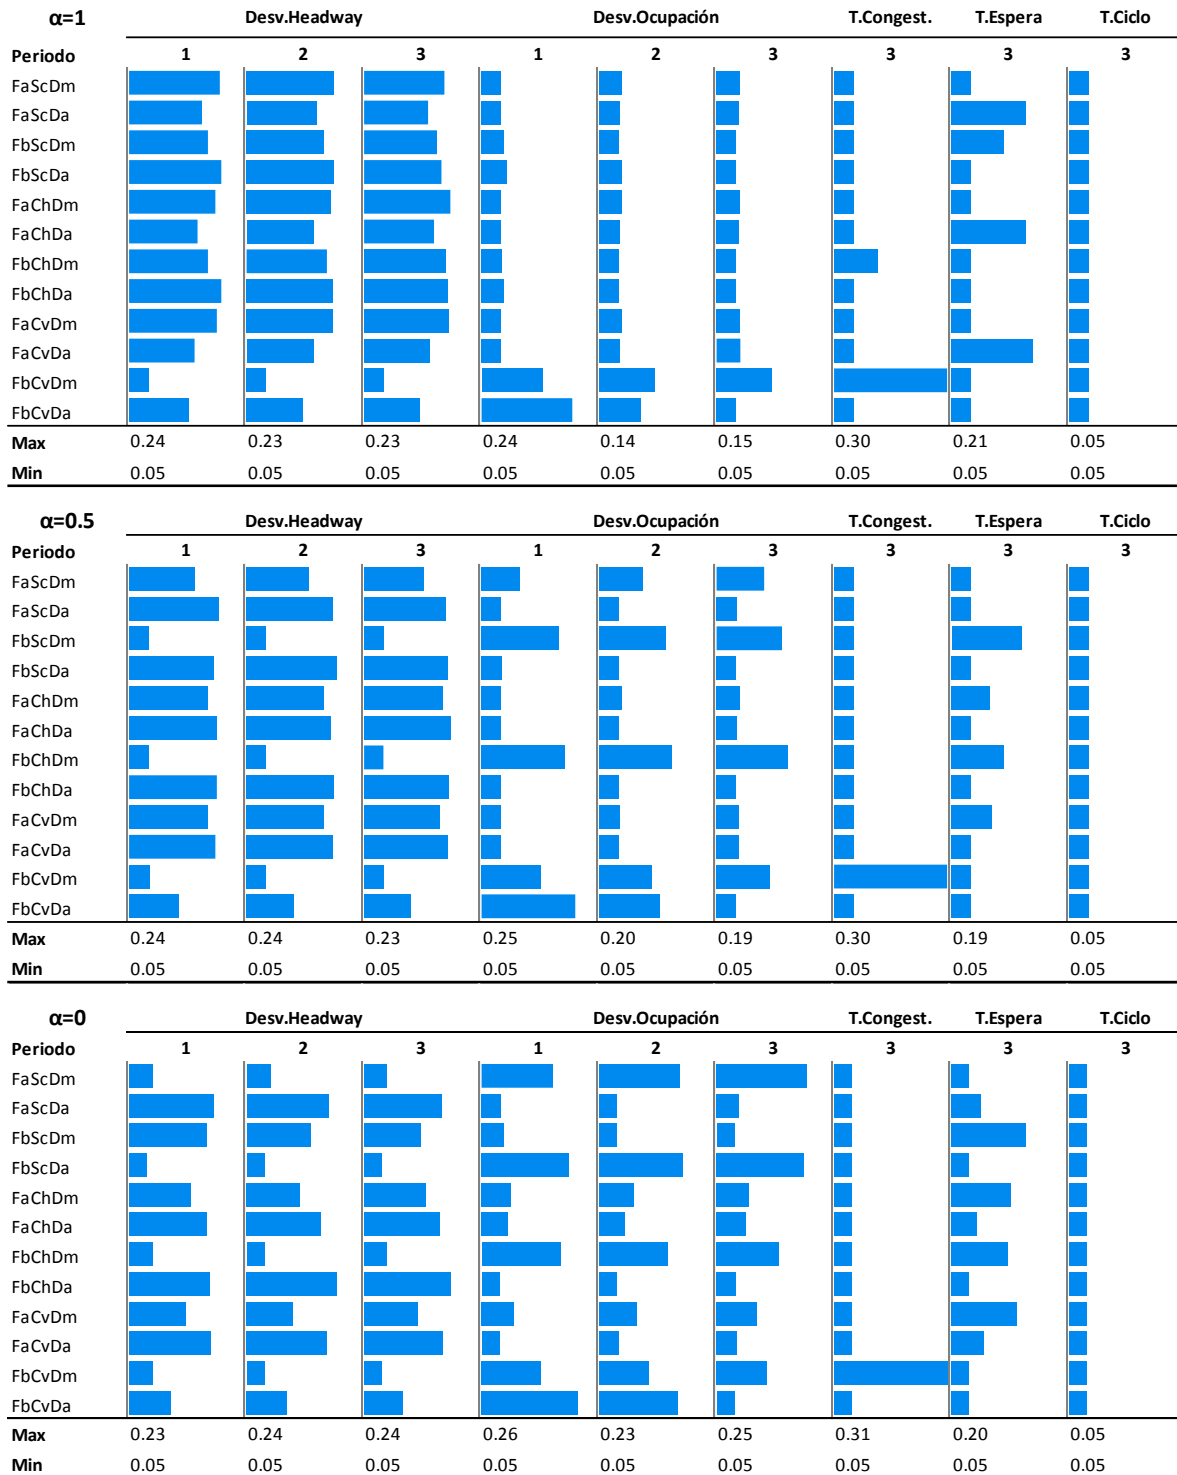 α=1 Desv.Headway Desv.Ocupación T.Congest. T.Espera T.Ciclo
Periodo 1 2 3 1 2 3 3 3 3
FaScDm
FaScDa
FbScDm
FbScDa
FaChDm
FaChDa
FbChDm
FbChDa
FaCvDm
FaCvDa
FbCvDm
FbCvDa
Max 0.24 0.23 0.23 0.24 0.14 0.15 0.30 0.21 0.05
Min 0.05 0.05 0.05 0.05 0.05 0.05 0.05 0.05 0.05
α=0.5 Desv.Headway Desv.Ocupación T.Congest. T.Espera T.Ciclo
Periodo 1 2 3 1 2 3 3 3 3
FaScDm
FaScDa
FbScDm
FbScDa
FaChDm
FaChDa
FbChDm
FbChDa
FaCvDm
FaCvDa
FbCvDm
FbCvDa
Max 0.24 0.24 0.23 0.25 0.20 0.19 0.30 0.19 0.05
Min 0.05 0.05 0.05 0.05 0.05 0.05 0.05 0.05 0.05
α=0 Desv.Headway Desv.Ocupación T.Congest. T.Espera T.Ciclo
Periodo 1 2 3 1 2 3 3 3 3
FaScDm
FaScDa
FbScDm
FbScDa
FaChDm
FaChDa
FbChDm
FbChDa
FaCvDm
FaCvDa
FbCvDm
FbCvDa
Max 0.23 0.24 0.24 0.26 0.23 0.25 0.31 0.20 0.05
Min 0.05 0.05 0.05 0.05 0.05 0.05 0.05 0.05 0.05